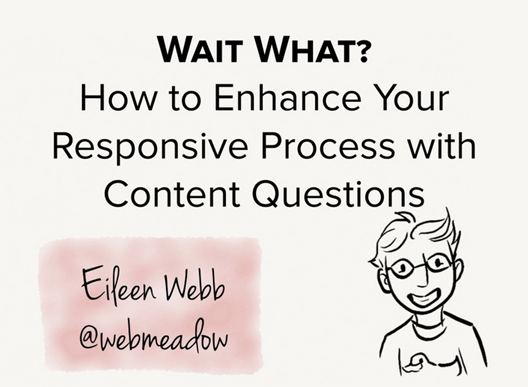 WAIT WHAT?
How to Enhance Your
Responsive Process with
Content Questions
Eileen Webb
@webmeadow